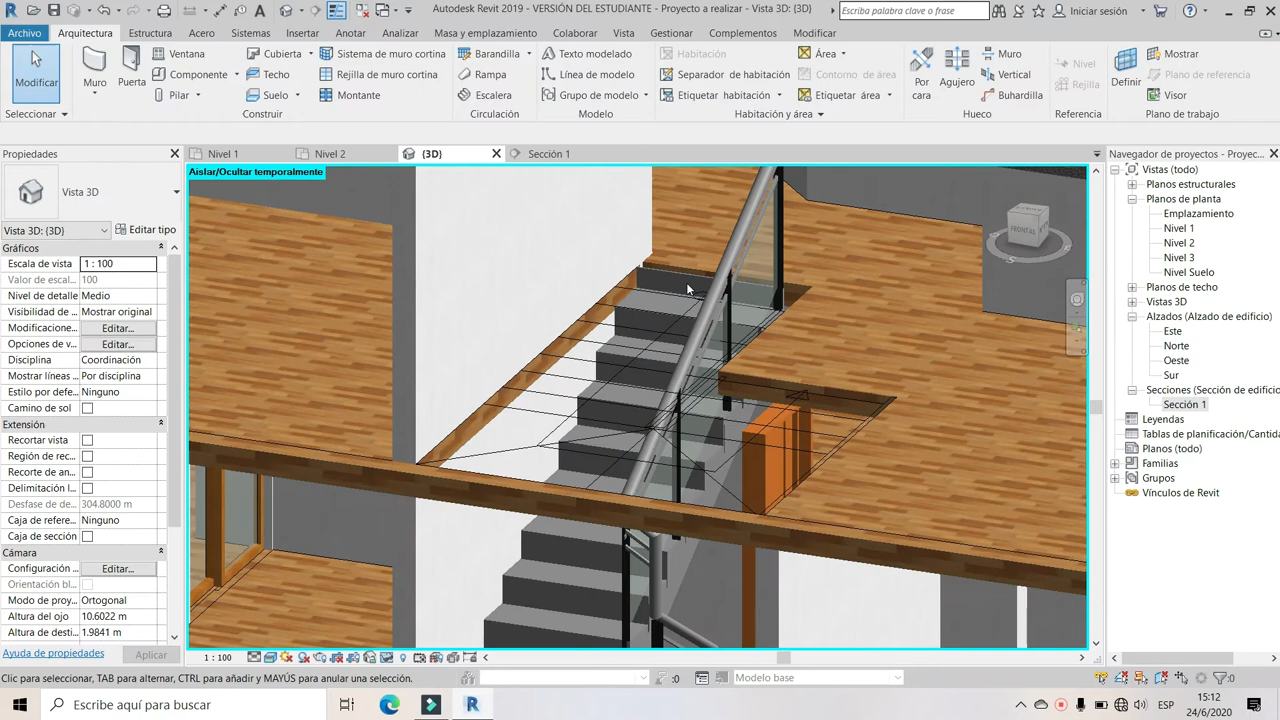 Autodesk Revit 2019 - VERSIÓN DEL ESTUDIANTE - Proyecto a realizar - Vista 3D: {3D}
Escriba palabra clave o frase
Iniciar sesión
Archivo Arquitectura Estructura Acero Sistemas Insertar Anotar Analizar Masa y emplazamiento Colaborar Vista Gestionar Complementos Modificar
Modificar
Muro
Puerta
Ventana
Componente
Pilar
Cubierta
Techo
Suelo
Sistema de muro cortina
Rejilla de muro cortina
Barandilla
Rampa
Escalera
Texto modelado
Línea de modelo
Grupo de modelo
Habitación
Separador de habitación
Etiquetar habitación
Área
Contorno de área
Etiquetar área
Por cara
Agujero
Muro
Vertical
Buhardilla
Nivel
Rejilla
Definir
Mostrar
Plano de referencia
Visor
Seleccionar Construir Circulación Modelo Habitación y área Hueco Referencia Plano de trabajo
Propiedades
Nivel 1
Nivel 2
{3D}
Sección 1
Navegador de proyectos - Proyec...
Vista 3D
Vista 3D: {3D}
Editar tipo
Gráficos
Escala de vista 1 : 100
Valor de escal... 100
Nivel de detalle Medio
Visibilidad de ... Mostrar original
Modificacione... Editar...
Opciones de v... Editar...
Disciplina Coordinación
Mostrar líneas ... Por disciplina
Estilo por defe... Ninguno
Camino de sol
Extensión
Recortar vista
Región de rec...
Recorte de an...
Delimitación l...
Desfase de de... 304.8000 m
Caja de refere... Ninguno
Caja de sección
Cámara
Configuración ... Editar...
Orientación bl...
Modo de proy... Ortogonal
Altura del ojo 10.6022 m
Altura de desti... 1.9841 m
Ayuda de propiedades
Aplicar
Aislar/Ocultar temporalmente
FRONTAL
Vistas (todo)
Planos estructurales
Planos de planta
Emplazamiento
Nivel 1
Nivel 2
Nivel 3
Nivel Suelo
Planos de techo
Vistas 3D
Alzados (Alzado de edificio)
Este
Norte
Oeste
Sur
Secciones (Sección de edificio)
Sección 1
Leyendas
Tablas de planificación/Cantidad
Planos (todo)
Familias
Grupos
Vínculos de Revit
1 : 100
Clic para seleccionar, TAB para alternar, CTRL para añadir y MAYÚS para anular una selección.
:0
Modelo base
:0
Escribe aquí para buscar
ESP
15:12
24/6/2020